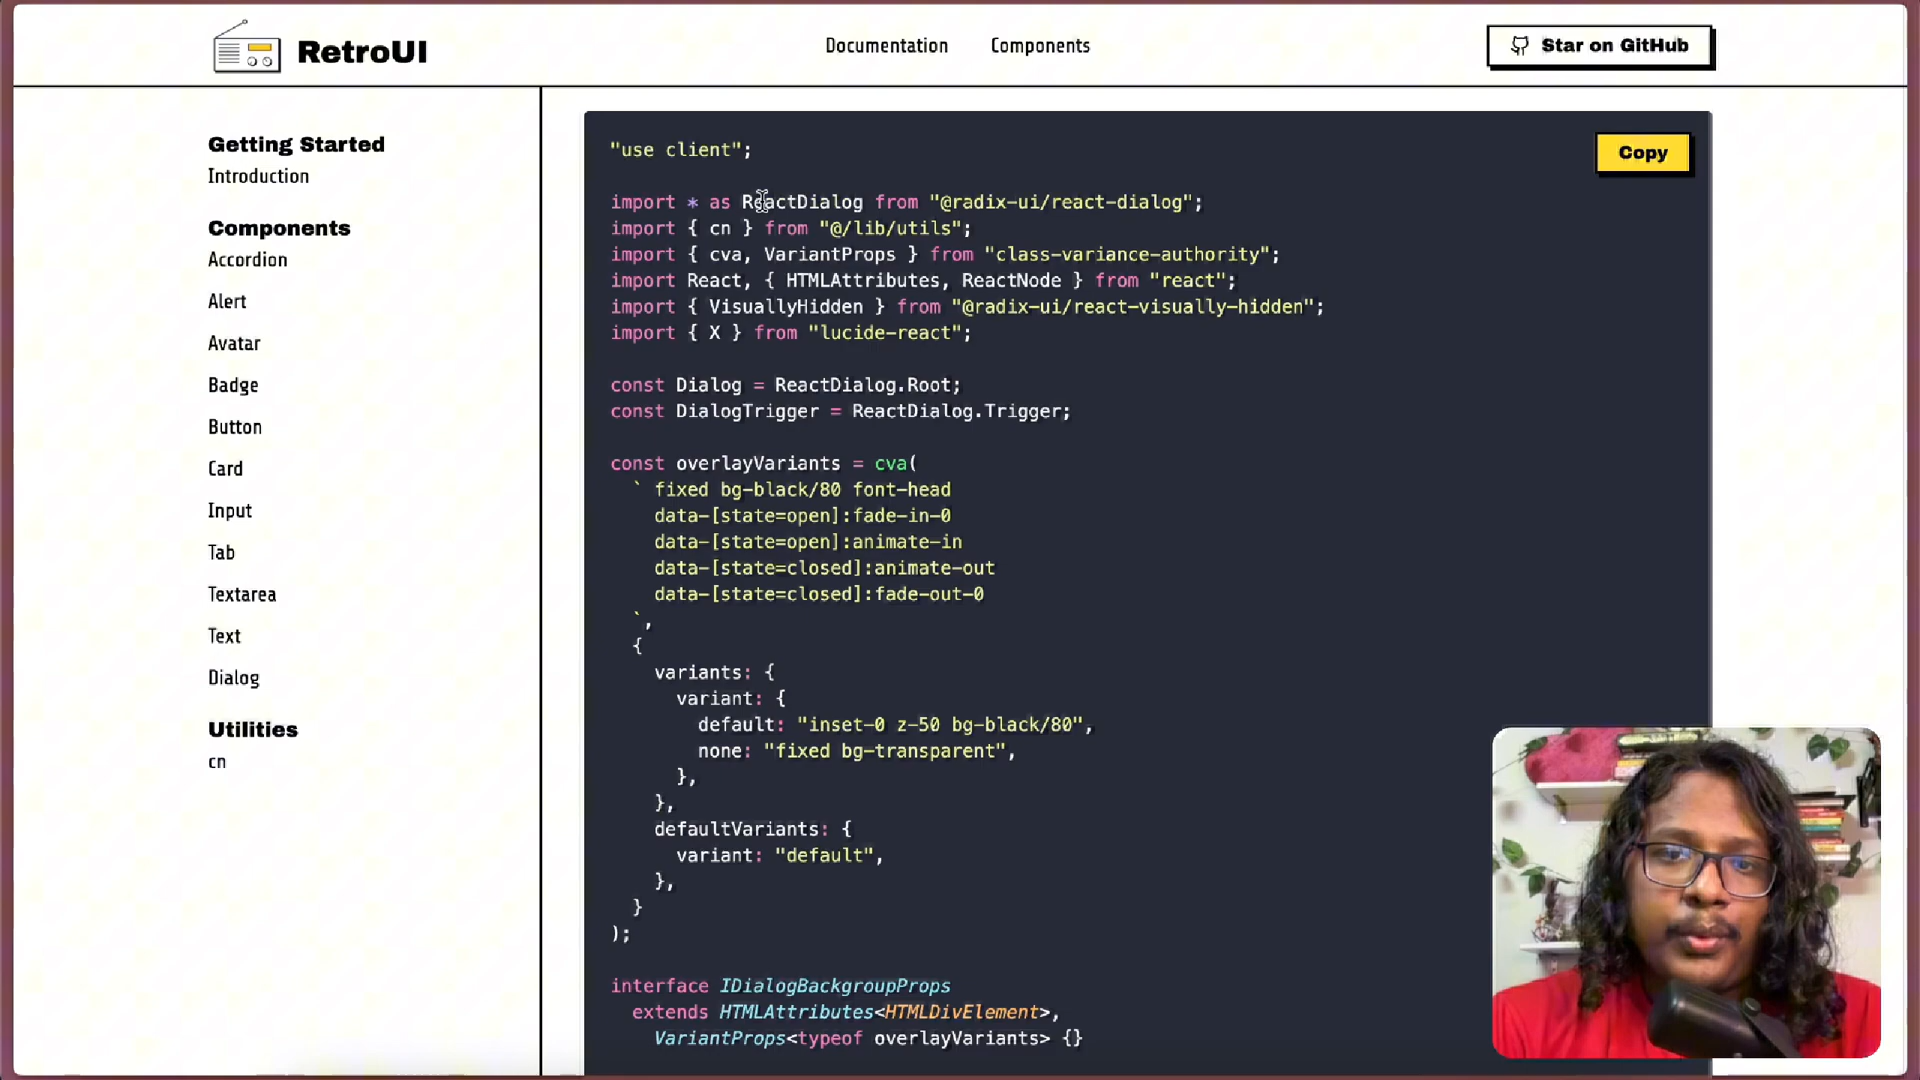 RetroUI
Documentation
Components
Star on GitHub
Getting Started
Introduction
Components
Accordion
Alert
Avatar
Badge
Button
Card
Input
Tab
Textarea
Text
Dialog
Utilities
cn
Copy
"use client";
import * as ReactDialog from "@radix-ui/react-dialog";
import { cn } from "@/lib/utils";
import { cva, VariantProps } from "class-variance-authority";
import React, { HTMLAttributes, ReactNode } from "react";
import { VisuallyHidden } from "@radix-ui/react-visually-hidden";
import { X } from "lucide-react";
const Dialog = ReactDialog.Root;
const DialogTrigger = ReactDialog.Trigger;
const overlayVariants = cva(
` fixed bg-black/80 font-head
data-[state=open]:fade-in-0
data-[state=open]:animate-in
data-[state=closed]:animate-out
data-[state=closed]:fade-out-0
`,
{
variants: {
variant: {
default: "inset-0 z-50 bg-black/80",
none: "fixed bg-transparent",
},
},
defaultVariants: {
variant: "default",
},
}
);
interface IDialogBackgroupProps
extends HTMLAttributes<HTMLDivElement>,
VariantProps<typeof overlayVariants> {}